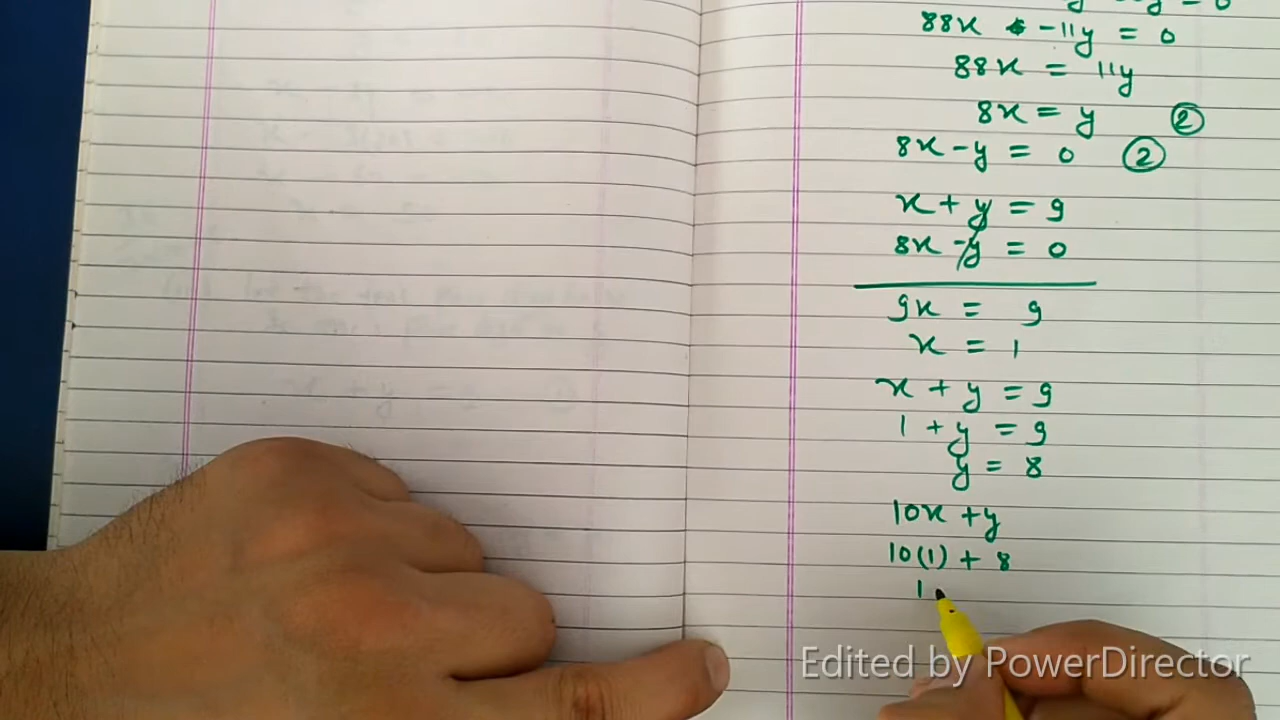 88x - 11y = 0
88x = 11y
8x = y ②
8x - y = 0 ②
x + y = 9
8x - y = 0
9x = 9
x = 1
x + y = 9
1 + y = 9
y = 8
10x + y
10(1) + 8
1
Edited by PowerDirector